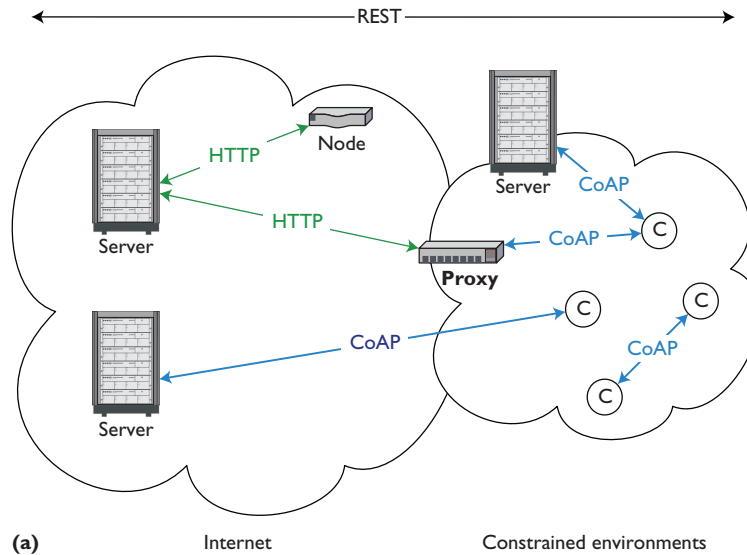 REST
Node
HTTP
Server
CoAP
Server
HTTP
CoAP
C
Proxy
C
C
CoAP
CoAP
C
Server
(a)
Internet
Constrained environments